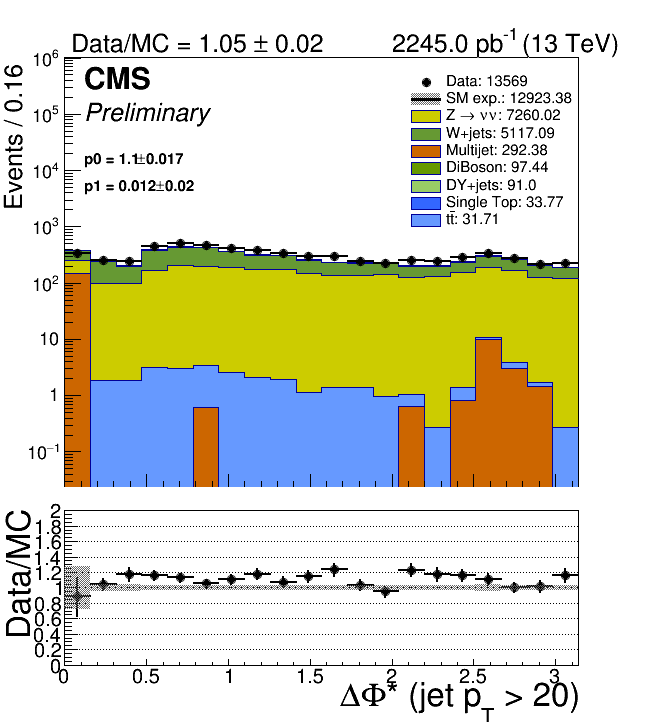 Data/MC = 1.05 ± 0.02 2245.0 pb⁻¹ (13 TeV)
Events / 0.16
10⁶
10⁵
10⁴
10³
10²
10
1
10⁻¹
CMS
Preliminary
p0 = 1.1±0.017
p1 = 0.012±0.02
Data: 13569
SM exp.: 12923.38
Z → νν: 7260.02
W+jets: 5117.09
Multijet: 292.38
DiBoson: 97.44
DY+jets: 91.0
Single Top: 33.77
tt̄: 31.71
Data/MC
2
1.8
1.6
1.4
1.2
1
0.8
0.6
0.4
0.2
0
0 0.5 1 1.5 2 2.5 3
ΔΦ* (jet p_T > 20)